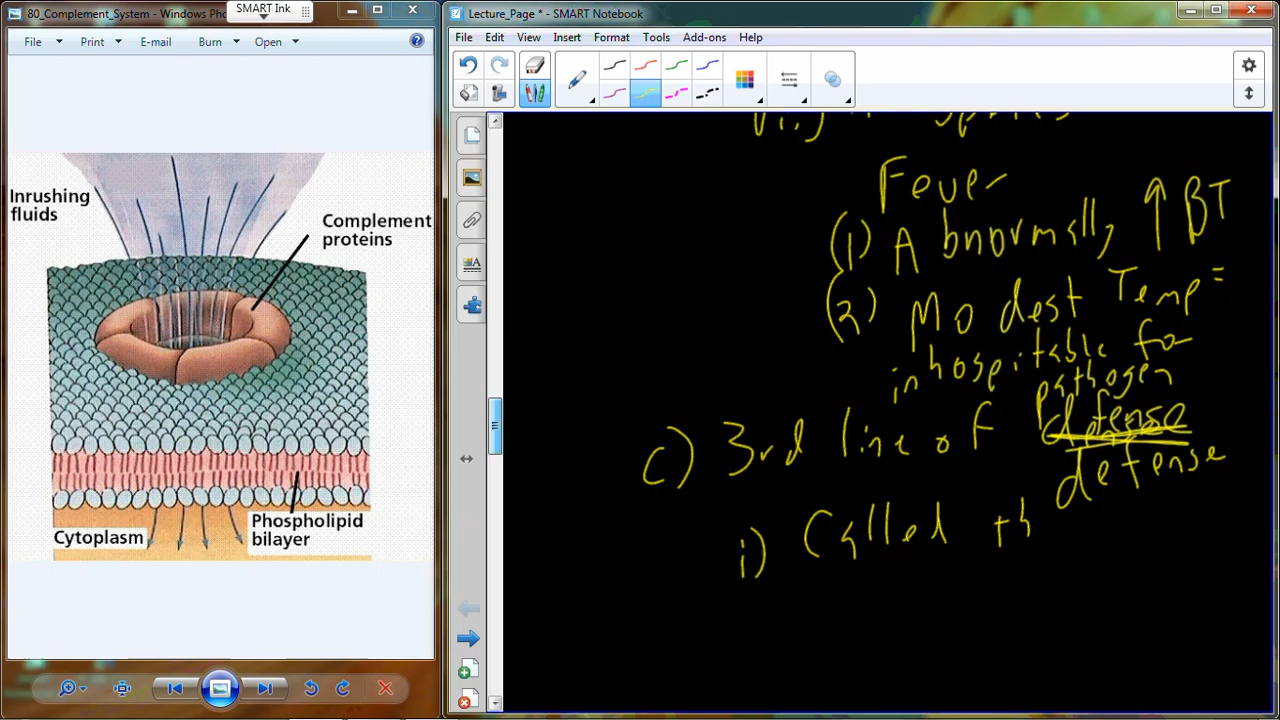 80_Complement_System - Windows Pho
SMART Ink
File Print E-mail Burn Open
Inrushing
fluids
Complement
proteins
Cytoplasm
Phospholipid
bilayer
Lecture_Page * - SMART Notebook
File Edit View Insert Format Tools Add-ons Help
Fever
(1) Abnormally ↑ BT
(2) Modest Temp =
inhospitable for
pathogen
c) 3rd line of defense
defense
i) Called th